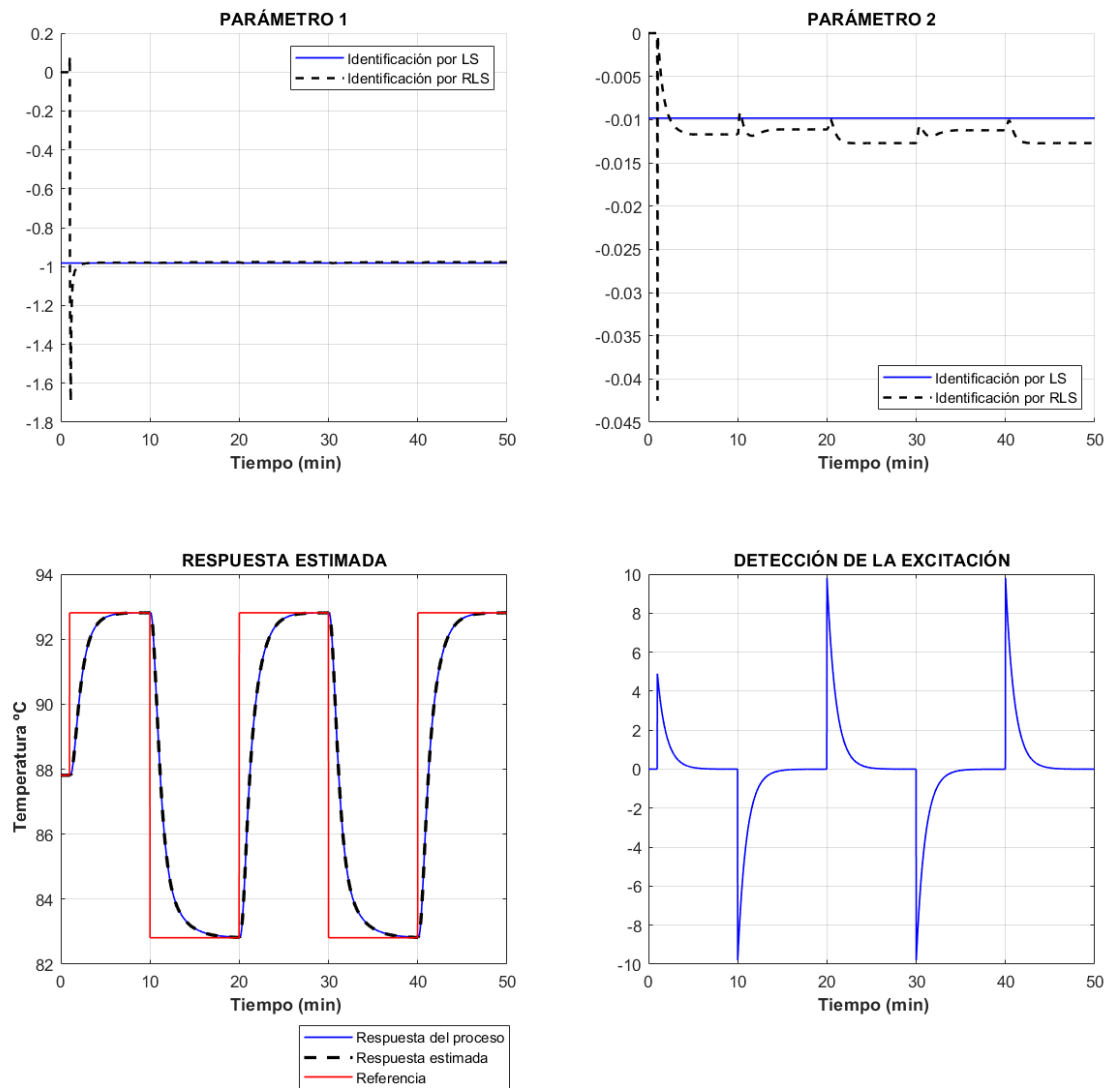 PARÁMETRO 1
0.2
0
-0.2
-0.4
-0.6
-0.8
-1
-1.2
-1.4
-1.6
-1.8
Identificación por LS
Identificación por RLS
0 10 20 30 40 50
Tiempo (min)
PARÁMETRO 2
0
-0.005
-0.01
-0.015
-0.02
-0.025
-0.03
-0.035
-0.04
-0.045
Identificación por LS
Identificación por RLS
0 10 20 30 40 50
Tiempo (min)
RESPUESTA ESTIMADA
Temperatura ºC
94
92
90
88
86
84
82
0 10 20 30 40 50
Tiempo (min)
Respuesta del proceso
Respuesta estimada
Referencia
DETECCIÓN DE LA EXCITACIÓN
10
8
6
4
2
0
-2
-4
-6
-8
-10
0 10 20 30 40 50
Tiempo (min)